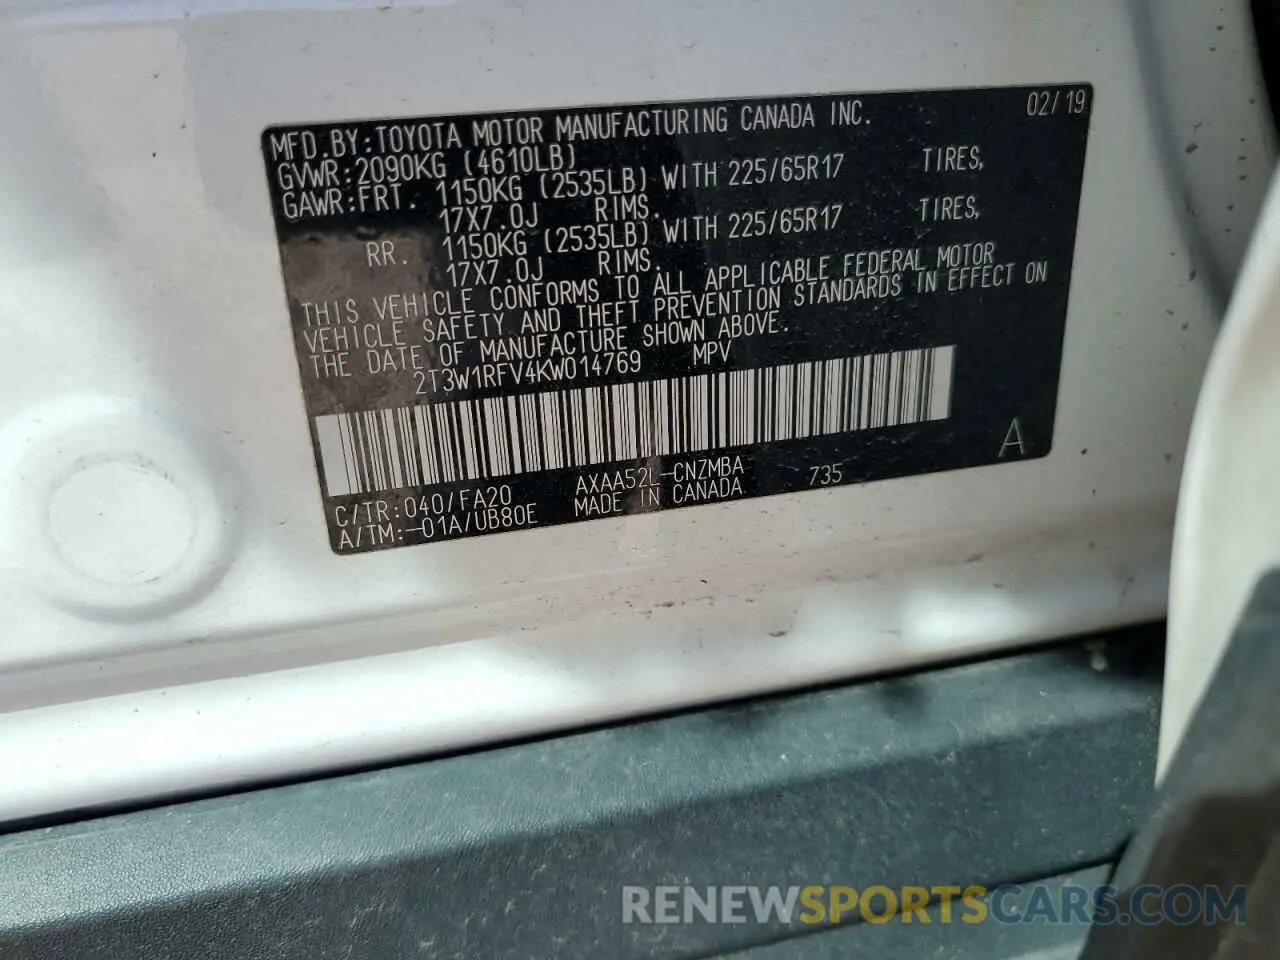 MFD.BY:TOYOTA MOTOR MANUFACTURING CANADA INC. 02/19
GVWR:2090KG (4610LB)
GAWR:FRT. 1150KG (2535LB) WITH 225/65R17 TIRES,
17X7.0J RIMS.
RR. 1150KG (2535LB) WITH 225/65R17 TIRES,
17X7.0J RIMS.
THIS VEHICLE CONFORMS TO ALL APPLICABLE FEDERAL MOTOR
VEHICLE SAFETY AND THEFT PREVENTION STANDARDS IN EFFECT ON
THE DATE OF MANUFACTURE SHOWN ABOVE.
2T3W1RFV4KW014769 MPV
A
C/TR:040/FA20 AXAA52L-CNZMBA 735
A/TM:-01A/UB80E MADE IN CANADA
RENEWSPORTSCARS.COM